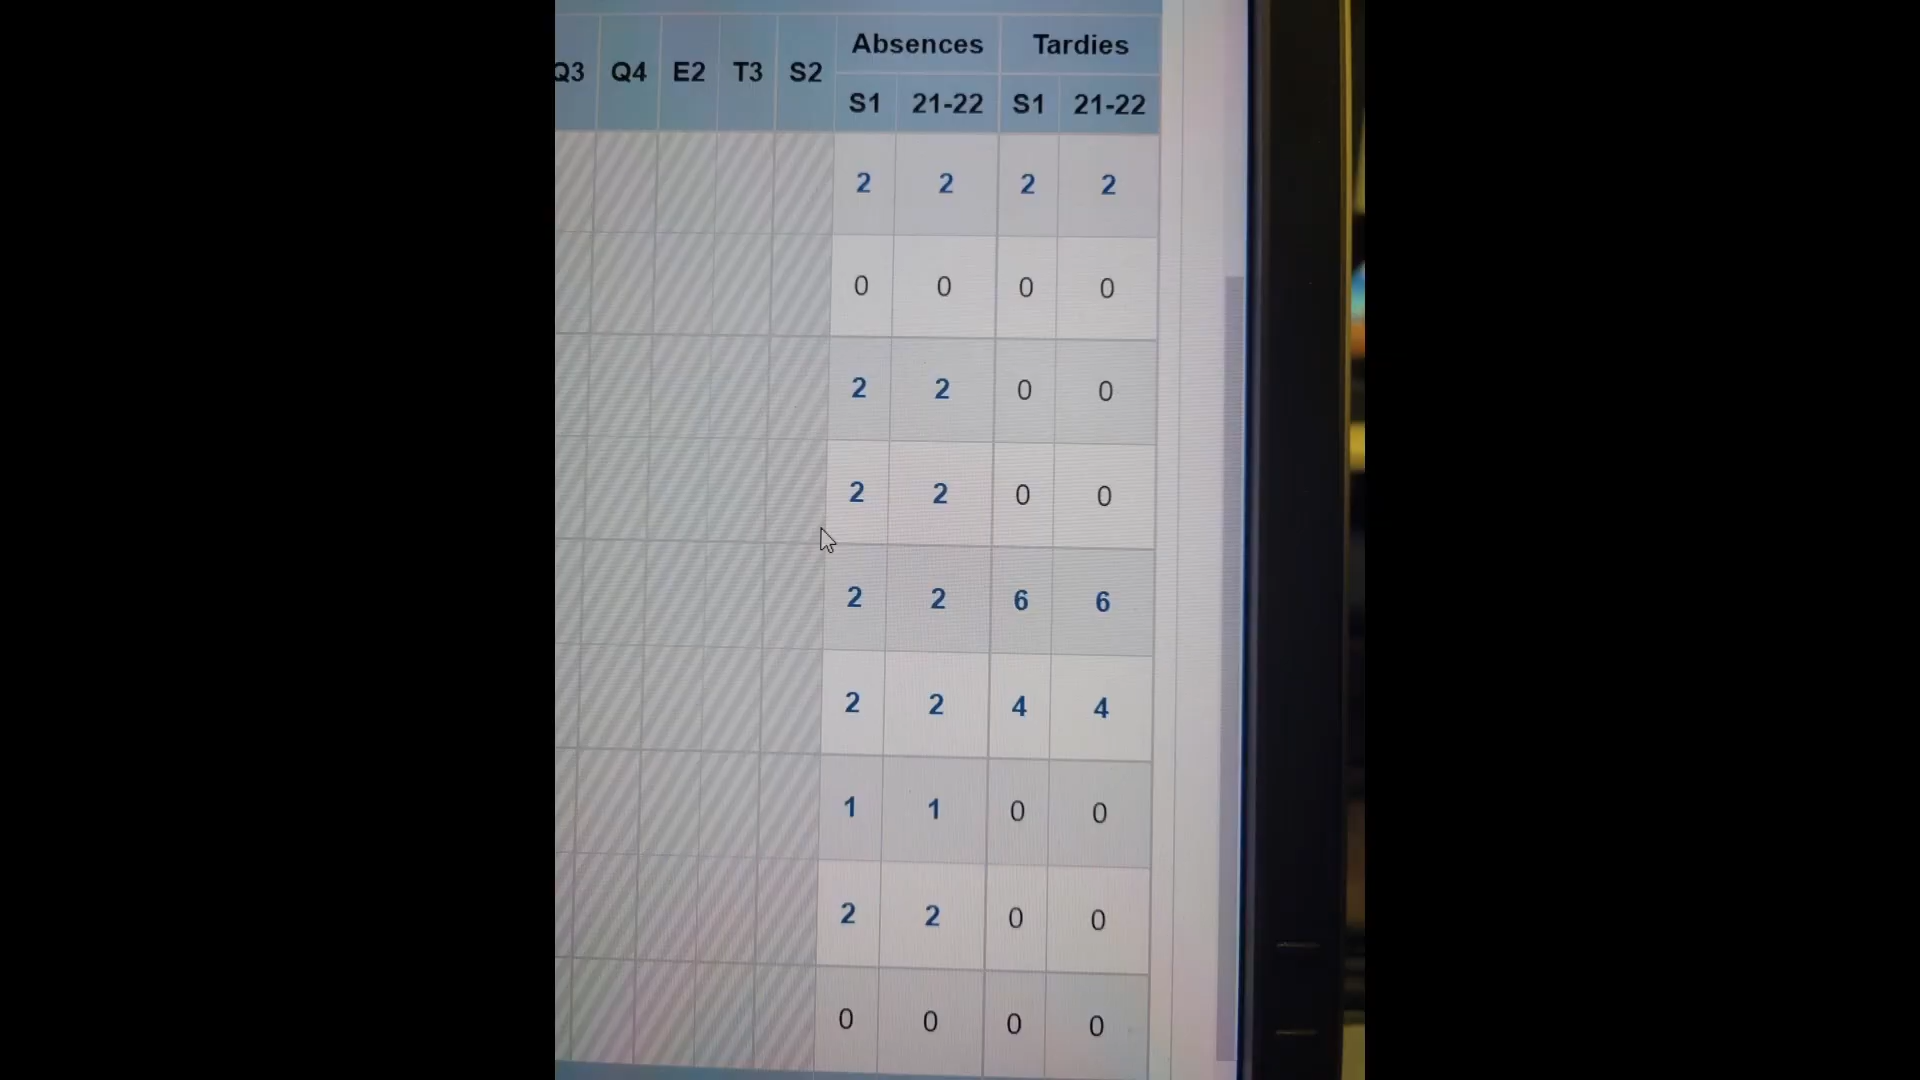 Absences Tardies
Q3 Q4 E2 T3 S2
S1 21-22 S1 21-22
2 2 2 2
0 0 0 0
2 2 0 0
2 2 0 0
2 2 6 6
2 2 4 4
1 1 0 0
2 2 0 0
0 0 0 0